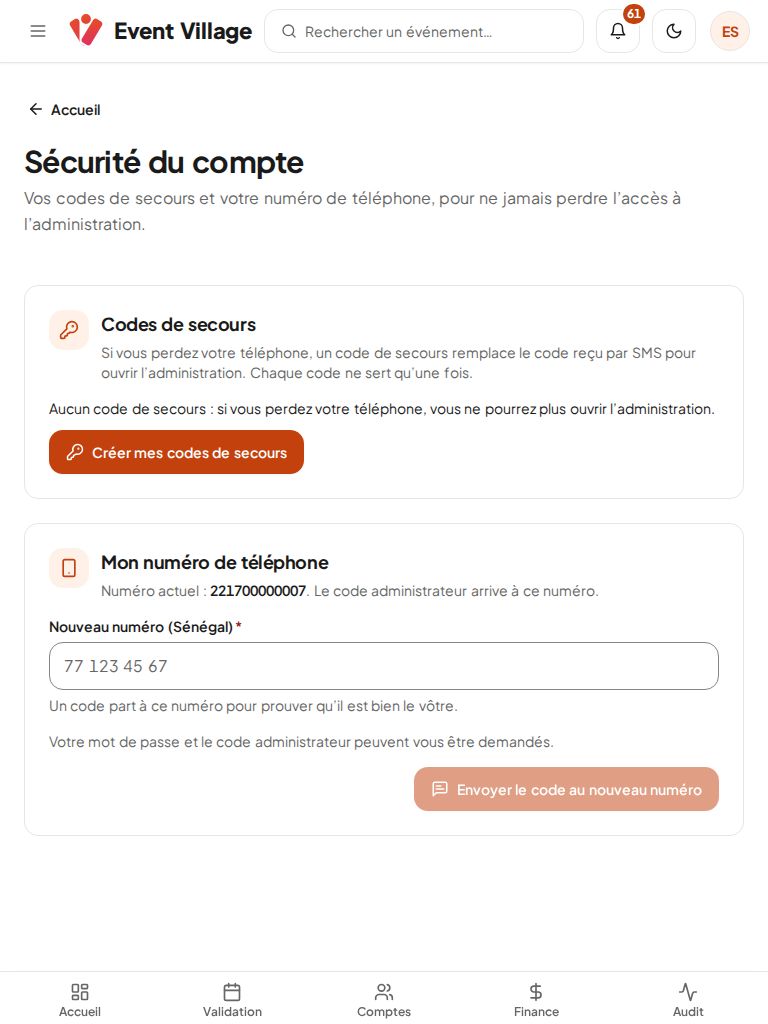 Event Village
Rechercher un événement…
61
ES
Accueil
Sécurité du compte
Vos codes de secours et votre numéro de téléphone, pour ne jamais perdre l’accès à
l’administration.
Codes de secours
Si vous perdez votre téléphone, un code de secours remplace le code reçu par SMS pour
ouvrir l’administration. Chaque code ne sert qu’une fois.
Aucun code de secours : si vous perdez votre téléphone, vous ne pourrez plus ouvrir l’administration.
Créer mes codes de secours
Mon numéro de téléphone
Numéro actuel : 221700000007. Le code administrateur arrive à ce numéro.
Nouveau numéro (Sénégal) *
77 123 45 67
Un code part à ce numéro pour prouver qu’il est bien le vôtre.
Votre mot de passe et le code administrateur peuvent vous être demandés.
Envoyer le code au nouveau numéro
Accueil
Validation
Comptes
Finance
Audit